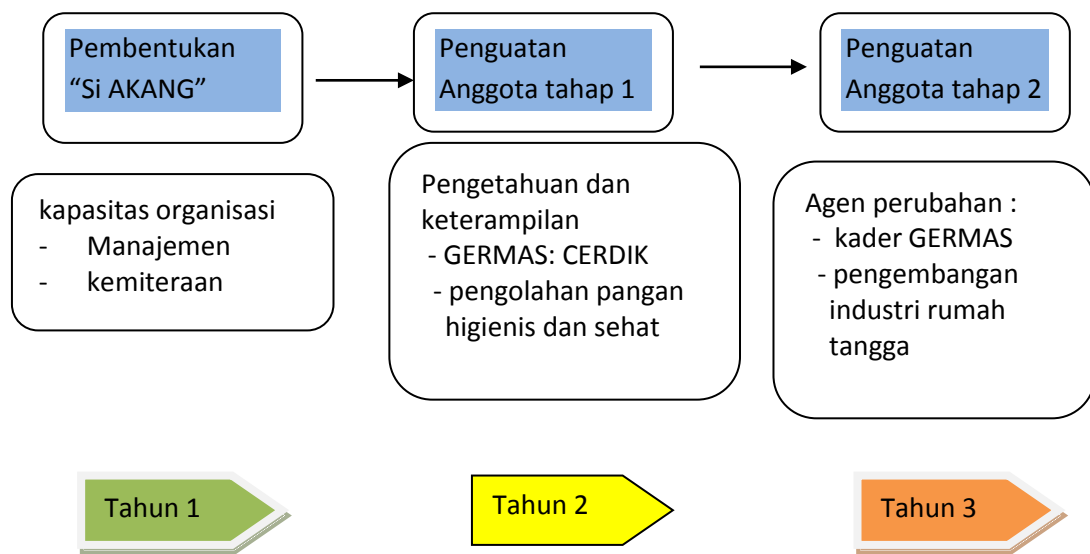 Pembentukan
“Si AKANG”
Penguatan
Anggota tahap 1
Penguatan
Anggota tahap 2
kapasitas organisasi
- Manajemen
- kemiteraan
Pengetahuan dan
keterampilan
- GERMAS: CERDIK
- pengolahan pangan
higienis dan sehat
Agen perubahan :
- kader GERMAS
- pengembangan
industri rumah
tangga
Tahun 1
Tahun 2
Tahun 3